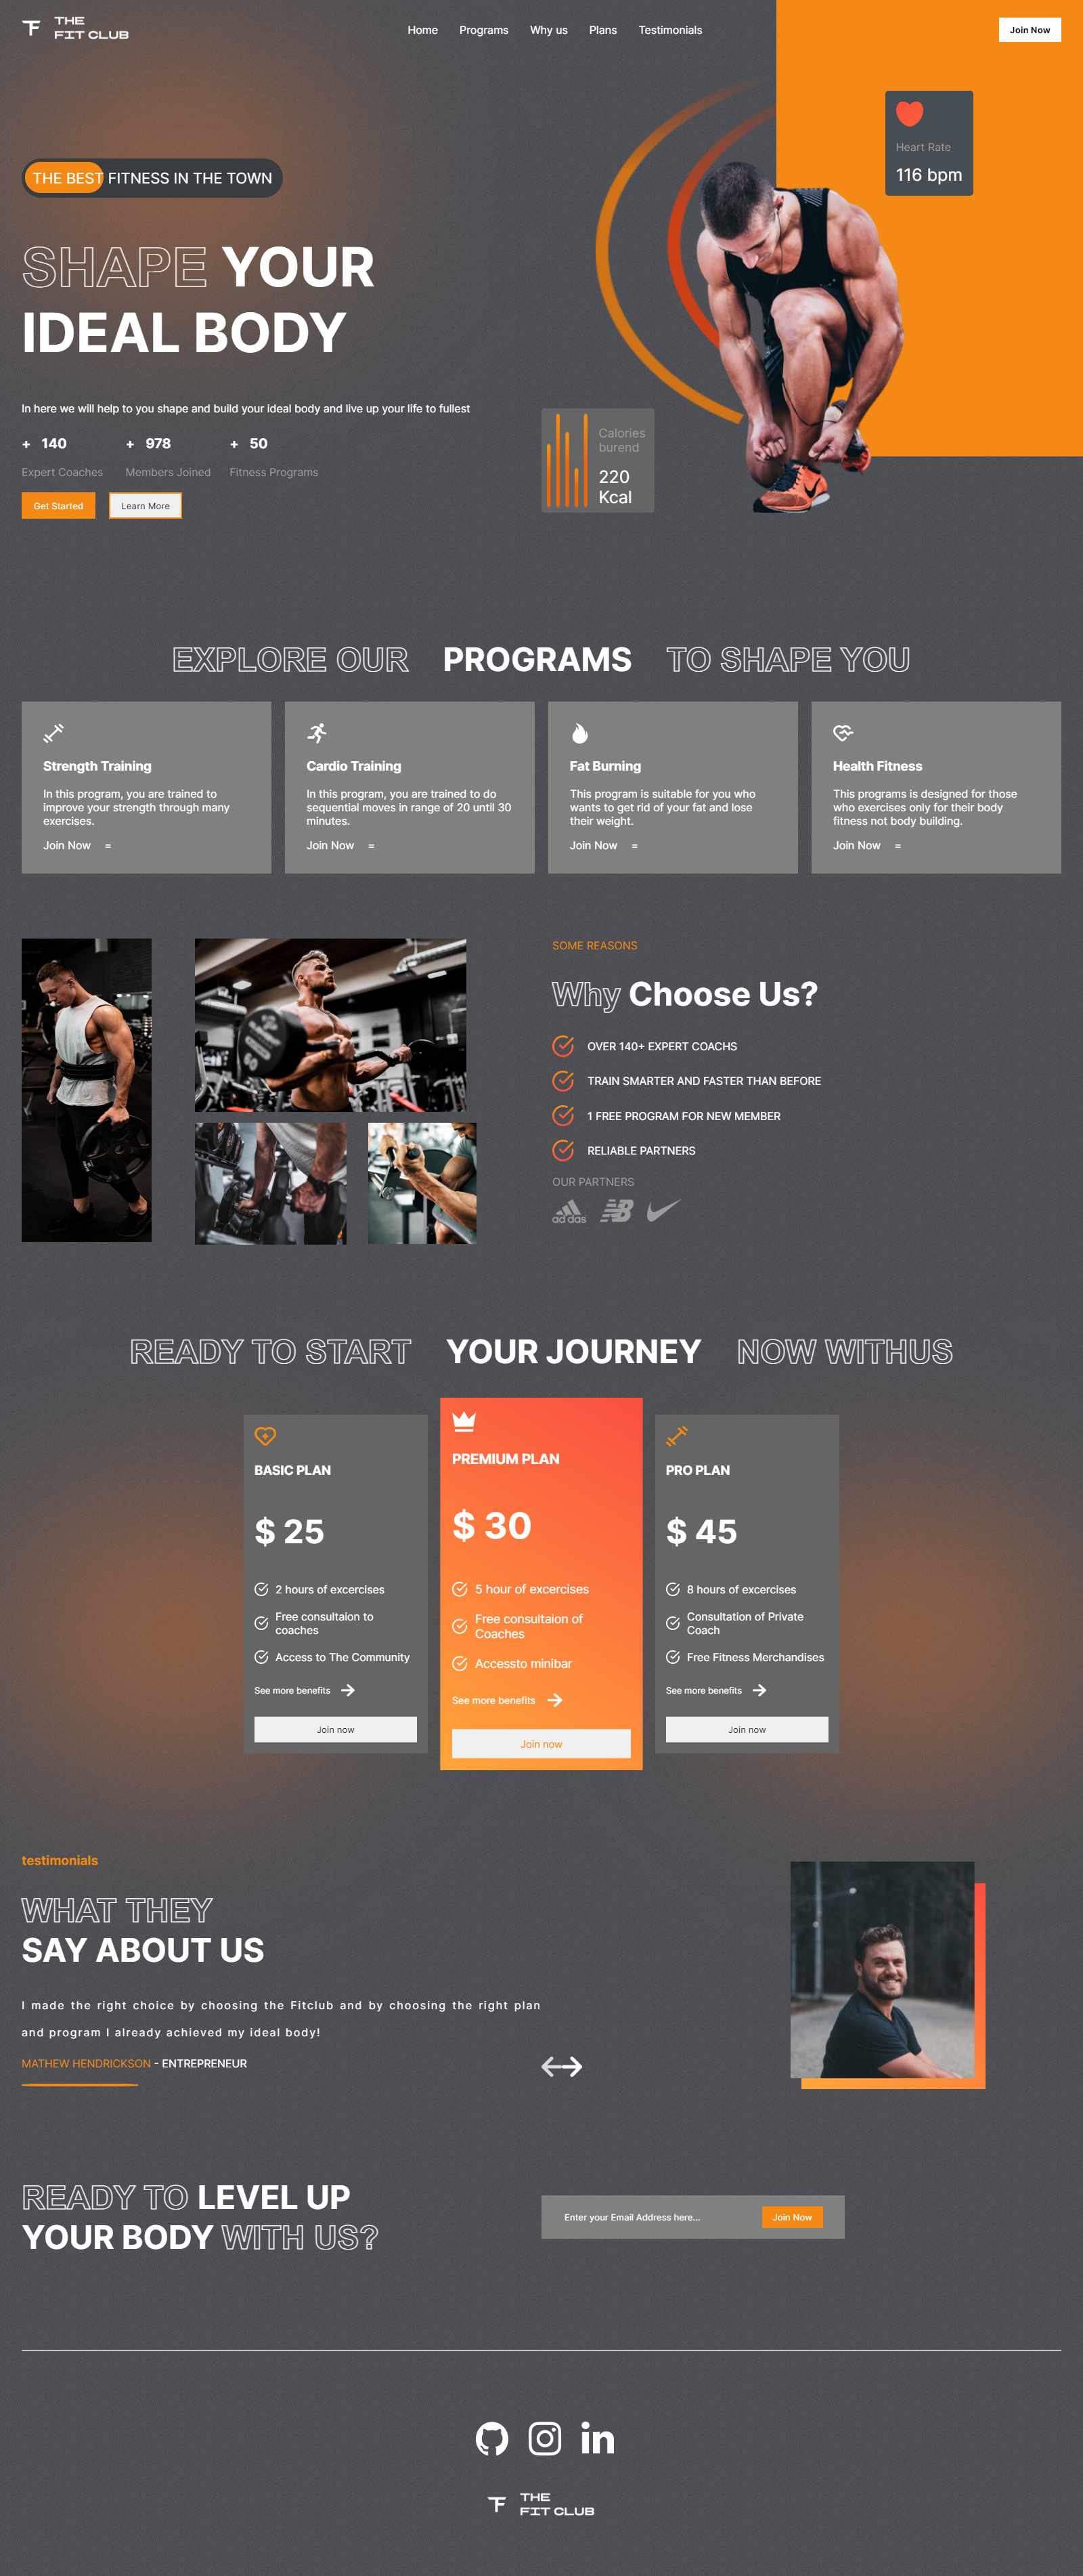 THE
FIT CLUB
Home Programs Why us Plans Testimonials
Join Now
Heart Rate
116 bpm
THE BEST FITNESS IN THE TOWN
SHAPE YOUR
IDEAL BODY
In here we will help to you shape and build your ideal body and live up your life to fullest
+ 140 + 978 + 50
Expert Coaches Members Joined Fitness Programs
Get Started Learn More
Calories
burend
220
Kcal
EXPLORE OUR PROGRAMS TO SHAPE YOU
Strength Training
In this program, you are trained to
improve your strength through many
exercises.
Join Now =
Cardio Training
In this program, you are trained to do
sequential moves in range of 20 until 30
minutes.
Join Now =
Fat Burning
This program is suitable for you who
wants to get rid of your fat and lose
their weight.
Join Now =
Health Fitness
This programs is designed for those
who exercises only for their body
fitness not body building.
Join Now =
SOME REASONS
Why Choose Us?
OVER 140+ EXPERT COACHS
TRAIN SMARTER AND FASTER THAN BEFORE
1 FREE PROGRAM FOR NEW MEMBER
RELIABLE PARTNERS
OUR PARTNERS
adidas NB
READY TO START YOUR JOURNEY NOW WITHUS
BASIC PLAN
$ 25
2 hours of excercises
Free consultaion to
coaches
Access to The Community
See more benefits
Join now
PREMIUM PLAN
$ 30
5 hour of excercises
Free consultaion of
Coaches
Accessto minibar
See more benefits
Join now
PRO PLAN
$ 45
8 hours of excercises
Consultation of Private
Coach
Free Fitness Merchandises
See more benefits
Join now
testimonials
WHAT THEY
SAY ABOUT US
I made the right choice by choosing the Fitclub and by choosing the right plan
and program I already achieved my ideal body!
MATHEW HENDRICKSON - ENTREPRENEUR
READY TO LEVEL UP
YOUR BODY WITH US?
Enter your Email Address here...
Join Now
in
THE
FIT CLUB